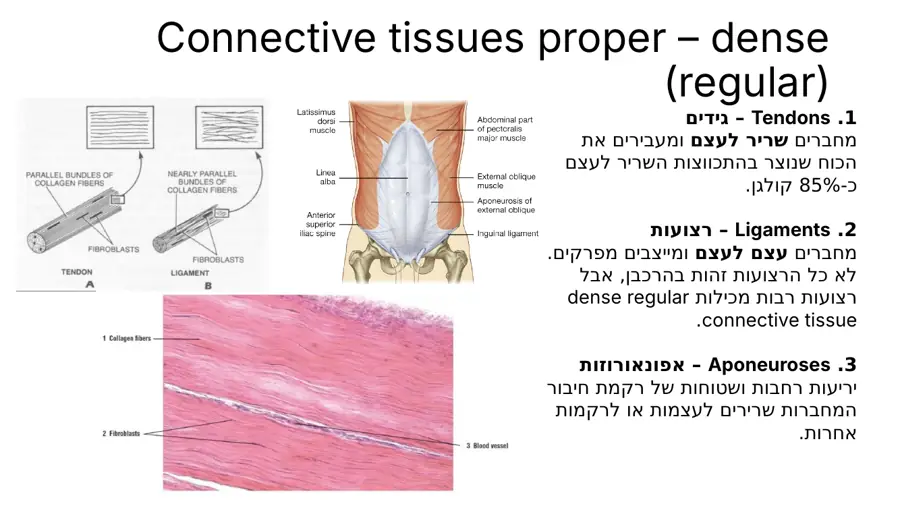 Connective tissues proper – dense
(regular)
PARALLEL BUNDLES OF
COLLAGEN FIBERS
FIBROBLASTS
TENDON
A
NEARLY PARALLEL
BUNDLES OF
COLLAGEN FIBERS
FIBROBLASTS
LIGAMENT
B
Latissimus
dorsi
muscle
Linea
alba
Anterior
superior
iliac spine
Abdominal part
of pectoralis
major muscle
External oblique
muscle
Aponeurosis of
external oblique
Inguinal ligament
1 Collagen fibers
2 Fibroblasts
3 Blood vessel
1. Tendons – גידים
מחברים שריר לעצם ומעבירים את
הכוח שנוצר בהתכווצות השריר לעצם
כ-85% קולגן.
2. Ligaments – רצועות
מחברים עצם לעצם ומייצבים מפרקים.
לא כל הרצועות זהות בהרכבן, אבל
רצועות רבות מכילות dense regular
connective tissue.
3. Aponeuroses – אפונאורוזות
יריעות רחבות ושטוחות של רקמת חיבור
המחברות שרירים לעצמות או לרקמות
אחרות.